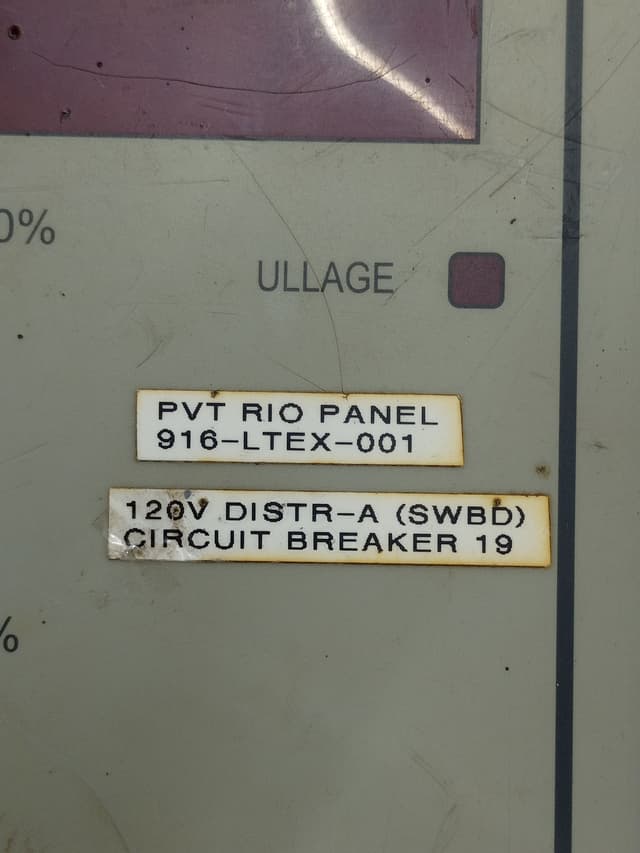 0%
ULLAGE
PVT RIO PANEL
916-LTEX-001
120V DISTR-A (SWBD)
CIRCUIT BREAKER 19
%